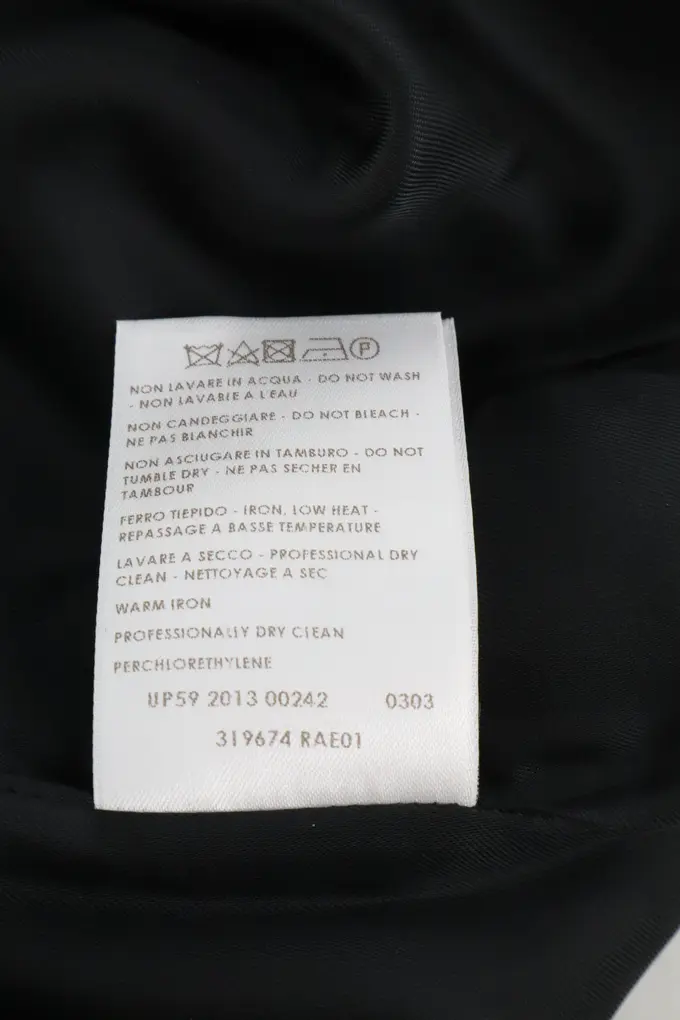 P
NON LAVARE IN ACQUA - DO NOT WASH
- NON LAVABLE A L'EAU
NON CANDEGGIARE - DO NOT BLEACH -
NE PAS BLANCHIR
NON ASCIUGARE IN TAMBURO - DO NOT
TUMBLE DRY - NE PAS SECHER EN
TAMBOUR
FERRO TIEPIDO - IRON, LOW HEAT -
REPASSAGE A BASSE TEMPERATURE
LAVARE A SECCO - PROFESSIONAL DRY
CLEAN - NETTOYAGE A SEC
WARM IRON
PROFESSIONALLY DRY CLEAN
PERCHLORETHYLENE
UP59 2013 00242 0303
319674 RAE01